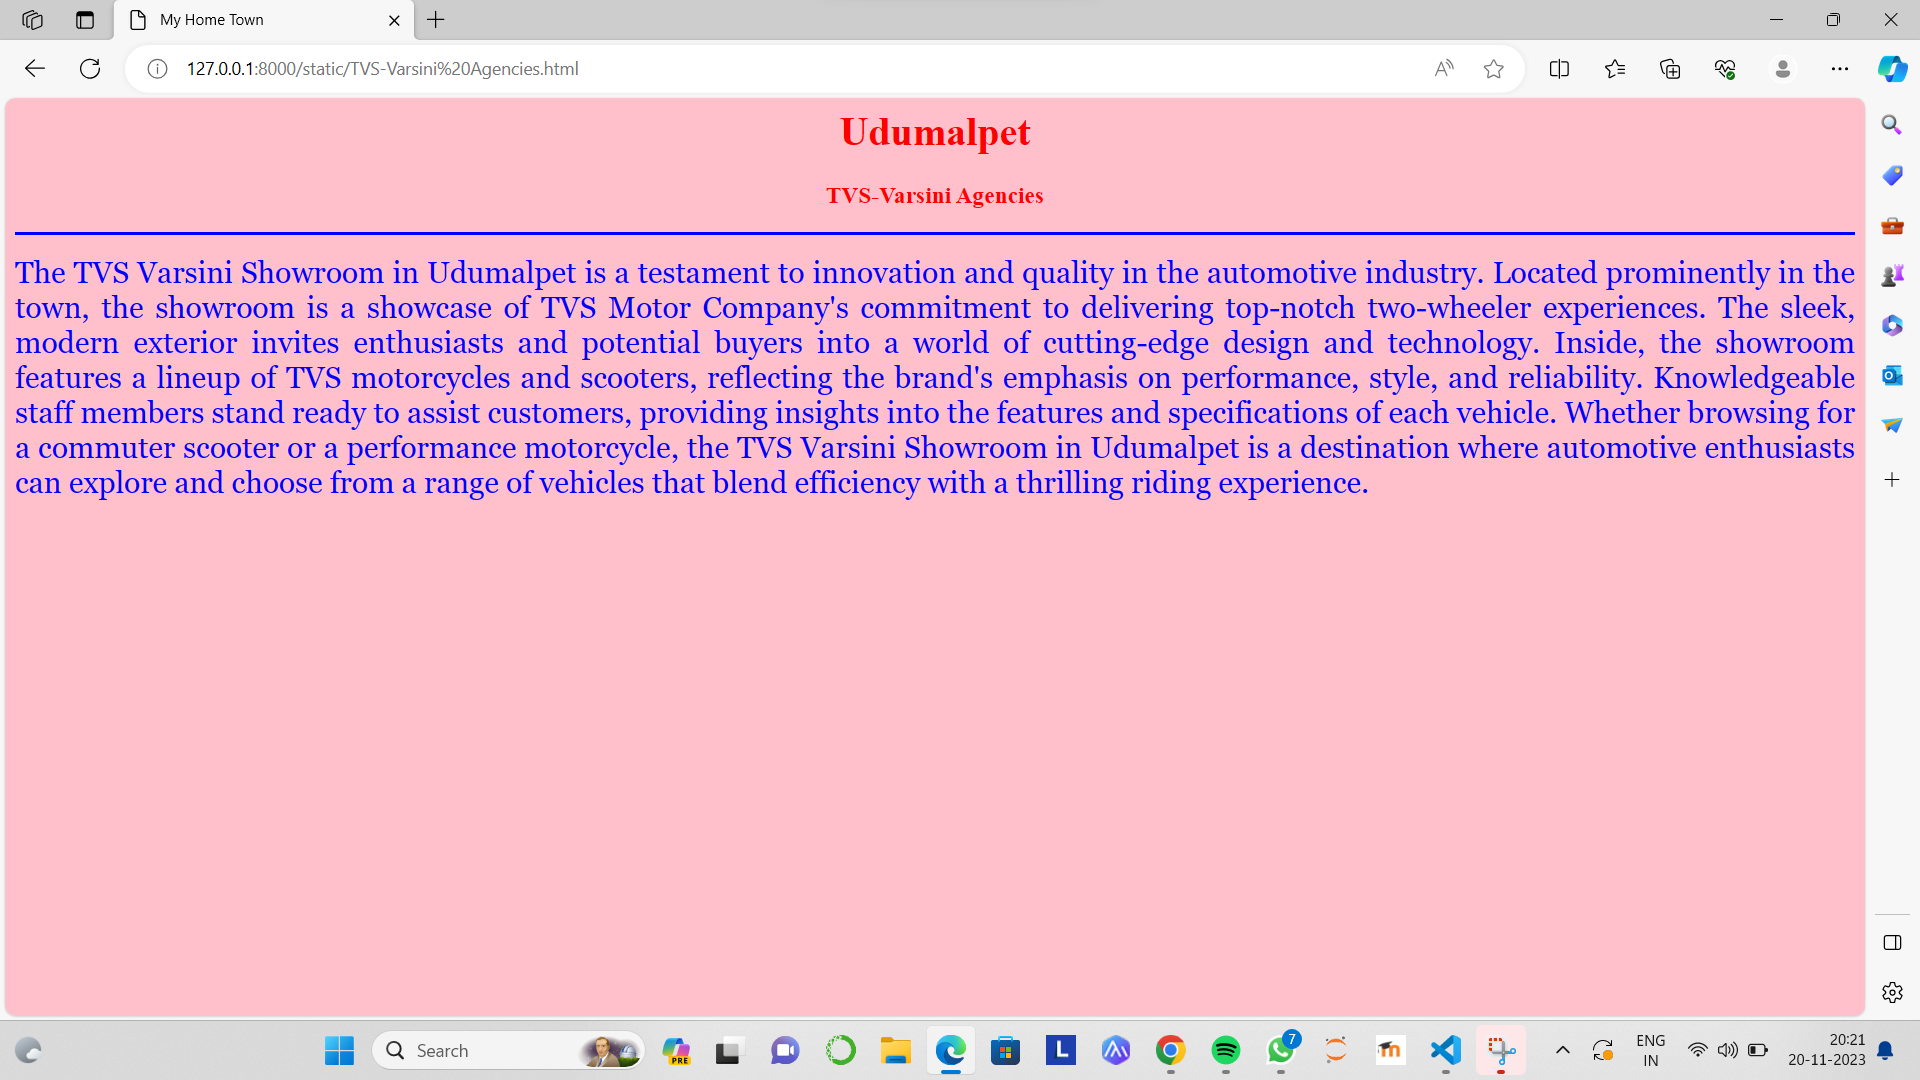 My Home Town
127.0.0.1:8000/static/TVS-Varsini%20Agencies.html
Udumalpet
TVS-Varsini Agencies
The TVS Varsini Showroom in Udumalpet is a testament to innovation and quality in the automotive industry. Located prominently in the
town, the showroom is a showcase of TVS Motor Company's commitment to delivering top-notch two-wheeler experiences. The sleek,
modern exterior invites enthusiasts and potential buyers into a world of cutting-edge design and technology. Inside, the showroom
features a lineup of TVS motorcycles and scooters, reflecting the brand's emphasis on performance, style, and reliability. Knowledgeable
staff members stand ready to assist customers, providing insights into the features and specifications of each vehicle. Whether browsing for
a commuter scooter or a performance motorcycle, the TVS Varsini Showroom in Udumalpet is a destination where automotive enthusiasts
can explore and choose from a range of vehicles that blend efficiency with a thrilling riding experience.
Search
PRE
L
7
m
ENG
IN
20:21
20-11-2023